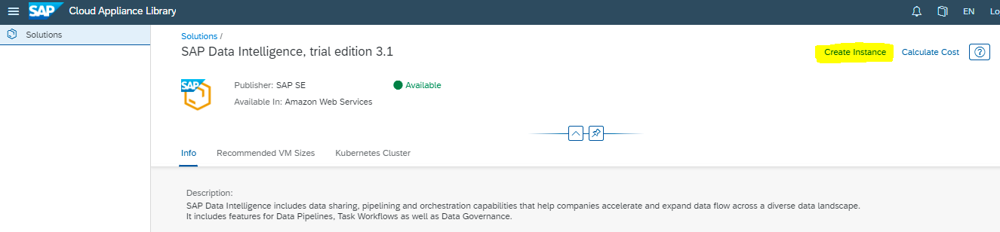 SAP Cloud Appliance Library EN Lo
Solutions
Solutions /
SAP Data Intelligence, trial edition 3.1
Create Instance Calculate Cost ?
SAP
Publisher: SAP SE Available
Available In: Amazon Web Services
Info Recommended VM Sizes Kubernetes Cluster
Description:
SAP Data Intelligence includes data sharing, pipelining and orchestration capabilities that help companies accelerate and expand data flow across a diverse data landscape.
It includes features for Data Pipelines, Task Workflows as well as Data Governance.